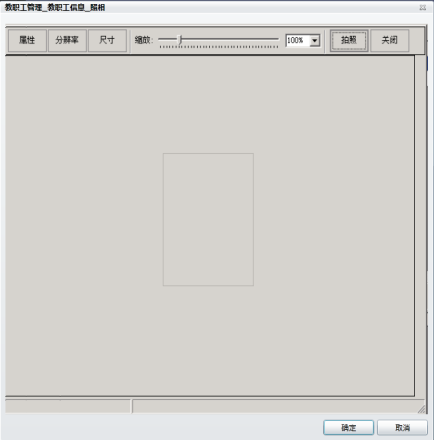 教职工管理_教职工信息_照相
属性 分辨率 尺寸 缩放: 100% 拍照 关闭
确定 取消